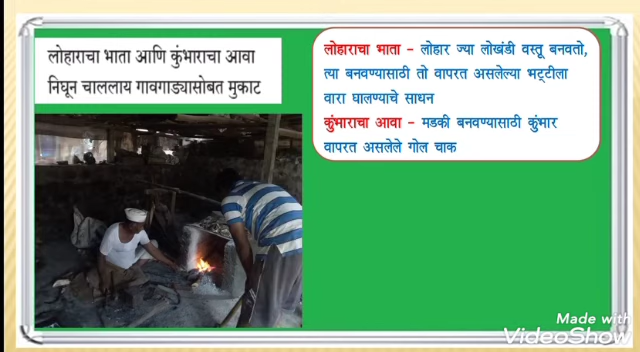 लोहाराचा भाता आणि कुंभाराचा आवा
निघून चाललाय गावगाड्यासोबत मुकाट
लोहाराचा भाता – लोहार ज्या लोखंडी वस्तू बनवतो,
त्या बनवण्यासाठी तो वापरत असलेल्या भट्टीला
वारा घालण्याचे साधन
कुंभाराचा आवा – मडकी बनवण्यासाठी कुंभार
वापरत असलेले गोल चाक
Made with
VideoShow